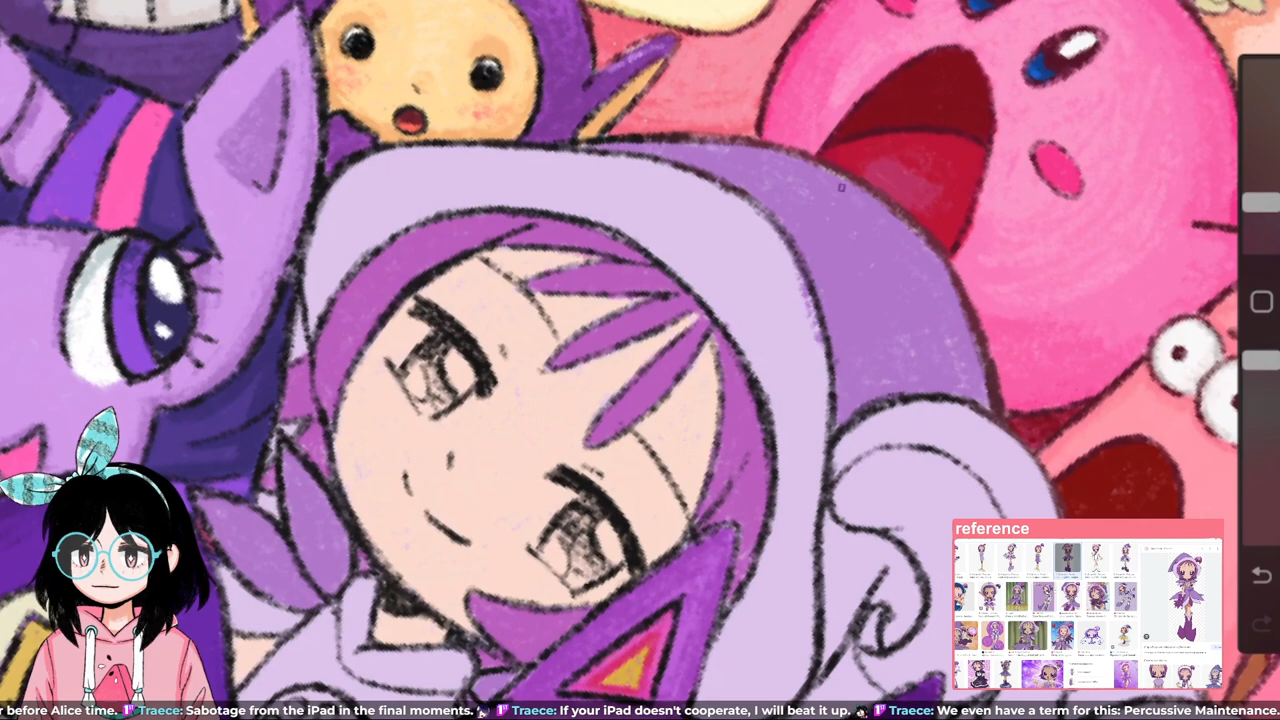 reference
r before Alice time. Traece: Sabotage from the iPad in the final moments. Traece: If your iPad doesn't cooperate, I will beat it up. Traece: We even have a term for this: Percussive Maintenance.